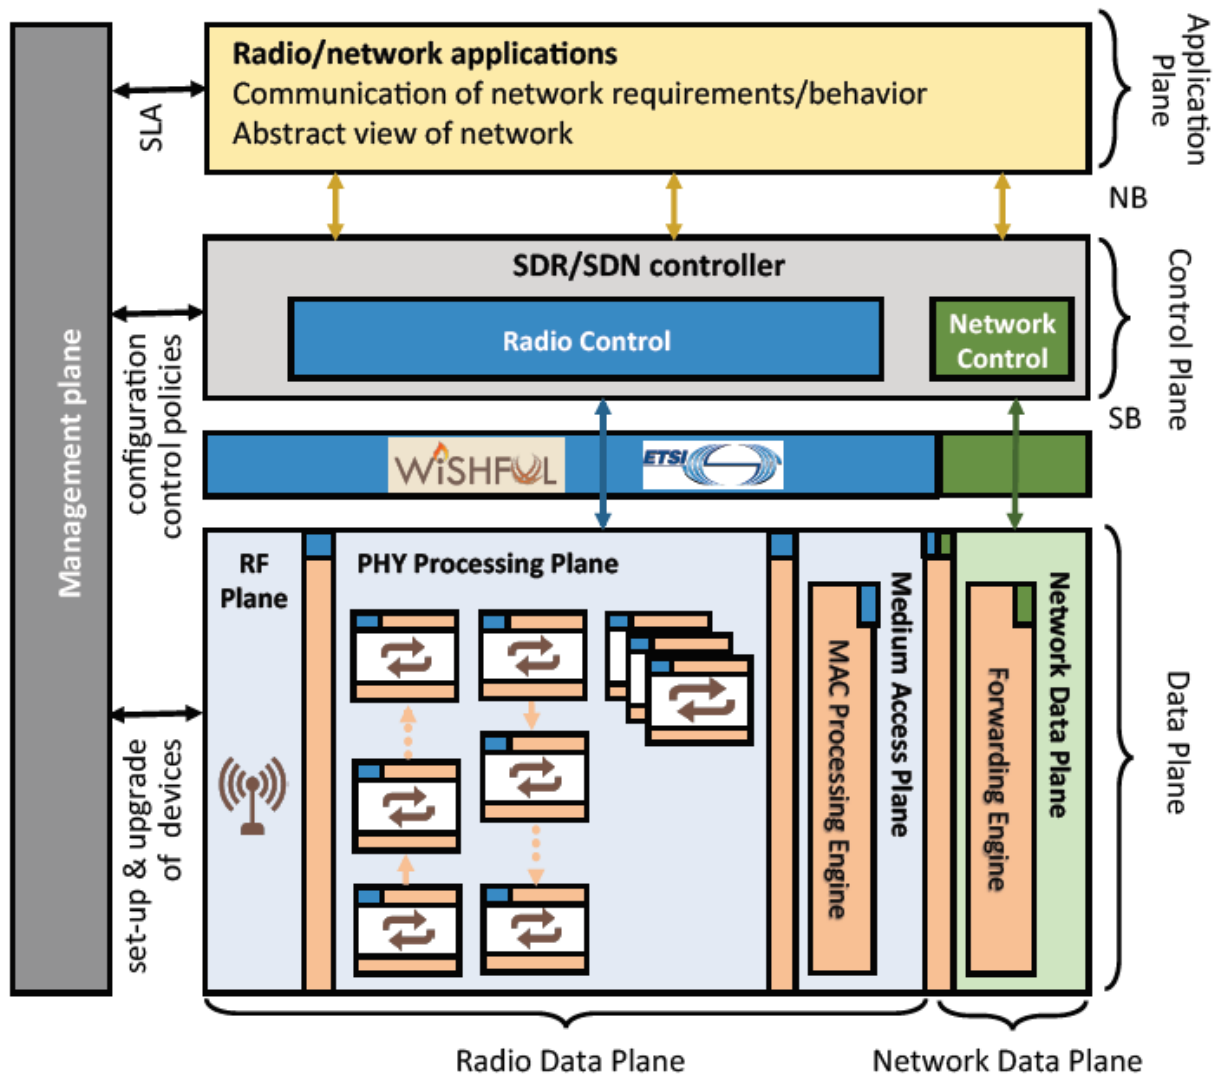 Radio/network applications
Communication of network requirements/behavior
Abstract view of network
Application
Plane
SLA
NB
SDR/SDN controller
Radio Control
Network
Control
Control Plane
Management plane
configuration
control policies
SB
WiSHFUL
ETSI
RF
Plane
PHY Processing Plane
Medium Access Plane
MAC Processing Engine
Network Data Plane
Forwarding Engine
Data Plane
set-up & upgrade
of devices
Radio Data Plane
Network Data Plane